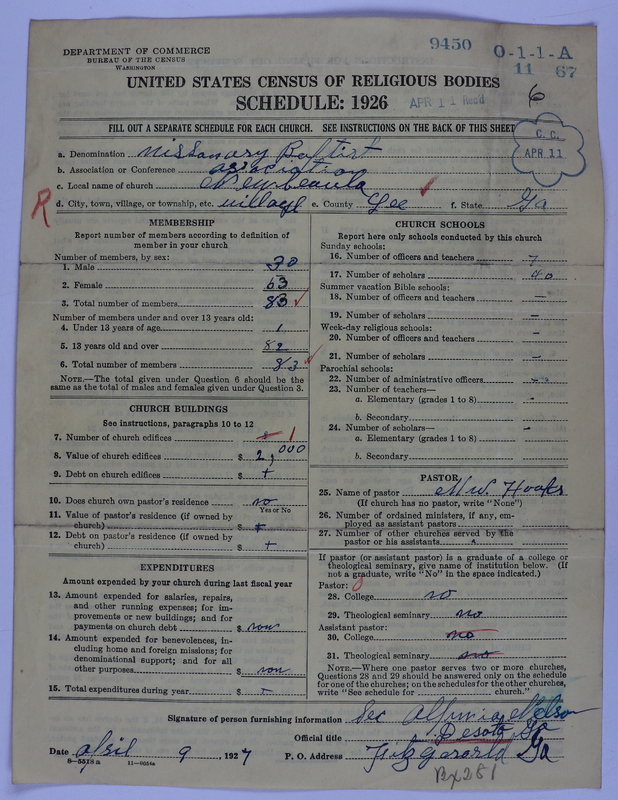 DEPARTMENT OF COMMERCE
BUREAU OF THE CENSUS
WASHINGTON
9450 0-1-1-A
11 67
UNITED STATES CENSUS OF RELIGIOUS BODIES
SCHEDULE: 1926
APR 11 Recd
6
FILL OUT A SEPARATE SCHEDULE FOR EACH CHURCH. SEE INSTRUCTIONS ON THE BACK OF THIS SHEET
C. C.
APR. 11
a. Denomination Missonary Baptist
b. Association or Conference association
c. Local name of church
R d. City, town, village, or township, etc. village e. County Lee f. State Ga
MEMBERSHIP
Report number of members according to definition of
member in your church
Number of members, by sex:
1. Male 30
2. Female 53
3. Total number of members 83
Number of members under and over 13 years old:
4. Under 13 years of age 1
5. 13 years old and over 82
6. Total number of members 83
NOTE.—The total given under Question 6 should be
same as the total of males and females given under Question 3.
CHURCH BUILDINGS
See instructions, paragraphs 10 to 12
7. Number of church edifices 1
8. Value of church edifices $ 2,000
9. Debt on church edifices $ +
10. Does church own pastor's residence no
Yes or No
11. Value of pastor's residence (if owned by
church) $ +
12. Debt on pastor's residence (if owned by
church) $ +
EXPENDITURES
Amount expended by your church during last fiscal year
13. Amount expended for salaries, repairs,
and other running expenses; for im-
provements or new buildings; and for
payments on church debt $ non
14. Amount expended for benevolences, in-
cluding home and foreign missions; for
denominational support; and for all
other purposes $ non
15. Total expenditures during year $ –
CHURCH SCHOOLS
Report here only schools conducted by this church
Sunday schools:
16. Number of officers and teachers 7
17. Number of scholars 40
Summer vacation Bible schools:
18. Number of officers and teachers –
19. Number of scholars –
Week-day religious schools:
20. Number of officers and teachers –
21. Number of scholars –
Parochial schools:
22. Number of administrative officers
23. Number of teachers—
a. Elementary (grades 1 to 8) -
b. Secondary
24. Number of scholars— -
a. Elementary (grades 1 to 8)
b. Secondary
PASTOR
25. Name of pastor M W. Hooks
(If church has no pastor, write "None")
26. Number of ordained ministers, if any, em-
ployed as assistant pastors
27. Number of other churches served by the
pastor or his assistants
If pastor (or assistant pastor) is a graduate of a college or
theological seminary, give name of institution below. (If
not a graduate, write "No" in the space indicated.)
Pastor: 0
28. College no
29. Theological seminary no
Assistant pastor:
30. College no
31. Theological seminary no
NOTE.—Where one pastor serves two or more churches,
Questions 28 and 29 should be answered only on the schedule
for one of the churches; on the schedules for the other churches,
write "See schedule for church."
Signature of person furnishing information Sec Nelson
Official title Desota Ga
Date april 9, 1927 P. O. Address Ga
8-5518 a
Bx281